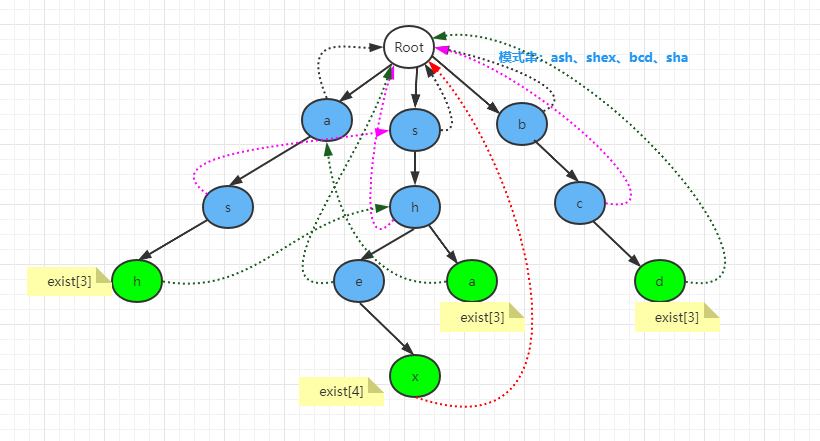 Root
模式串：ash、shex、bcd、sha
a
s
b
s
h
c
h
e
a
d
exist[3]
exist[3]
exist[3]
x
exist[4]